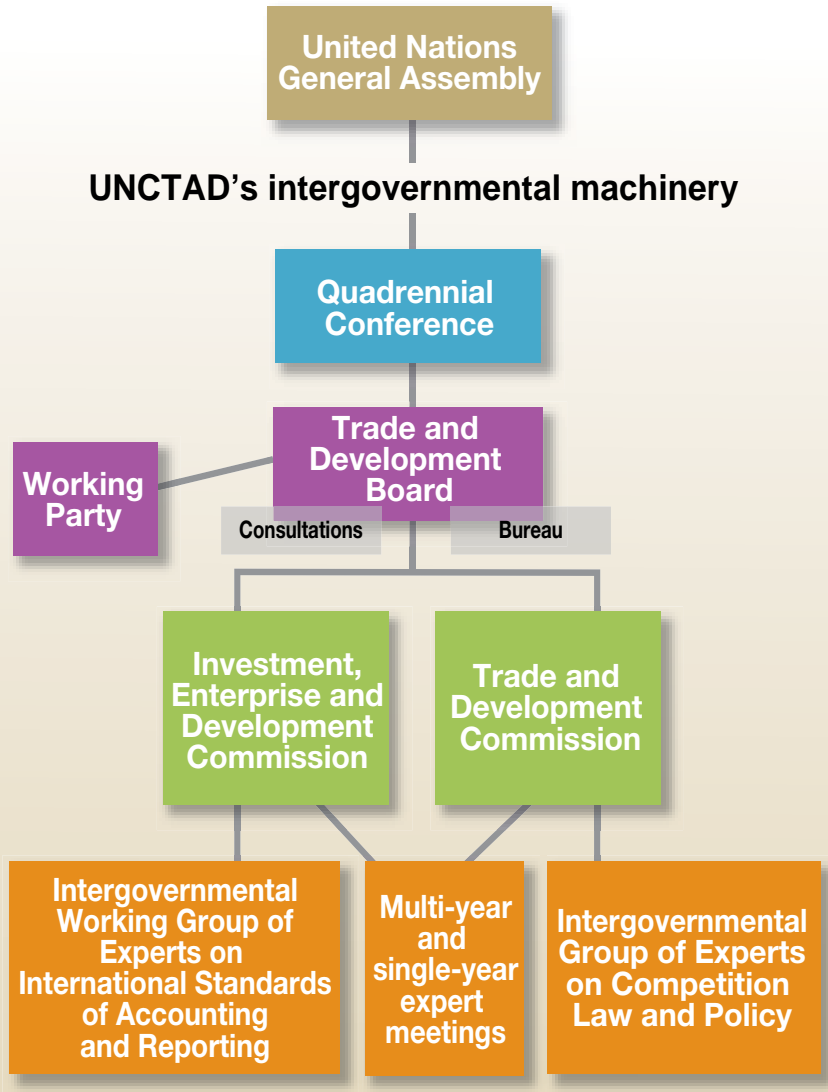 United Nations
General Assembly
UNCTAD's intergovernmental machinery
Quadrennial
Conference
Trade and
Development
Board
Working
Party
Consultations
Bureau
Investment,
Enterprise and
Development
Commission
Trade and
Development
Commission
Intergovernmental
Working Group of
Experts on
International Standards
of Accounting
and Reporting
Multi-year
and
single-year
expert
meetings
Intergovernmental
Group of Experts
on Competition
Law and Policy